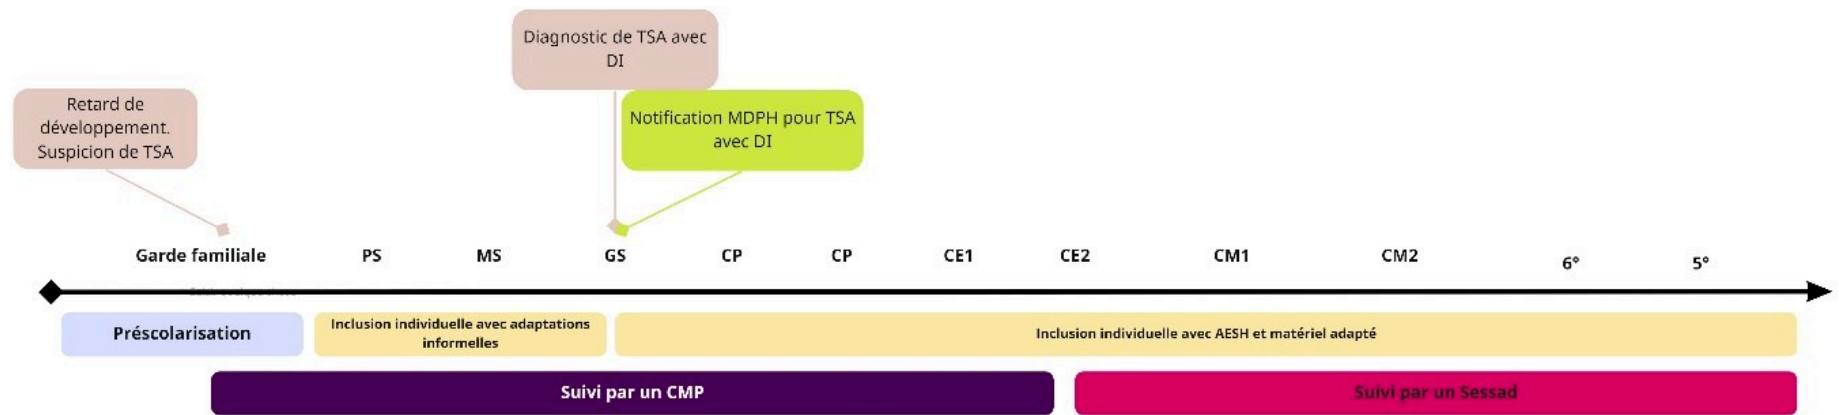 Diagnostic de TSA avec
DI
Retard de
développement.
Suspicion de TSA
Notification MDPH pour TSA
avec DI
Garde familiale
PS
MS
GS
CP
CP
CE1
CE2
CM1
CM2
6°
5°
Préscolarisation
Inclusion individuelle avec adaptations
informelles
Inclusion individuelle avec AESH et matériel adapté
Suivi par un CMP
Suivi par un Sessad